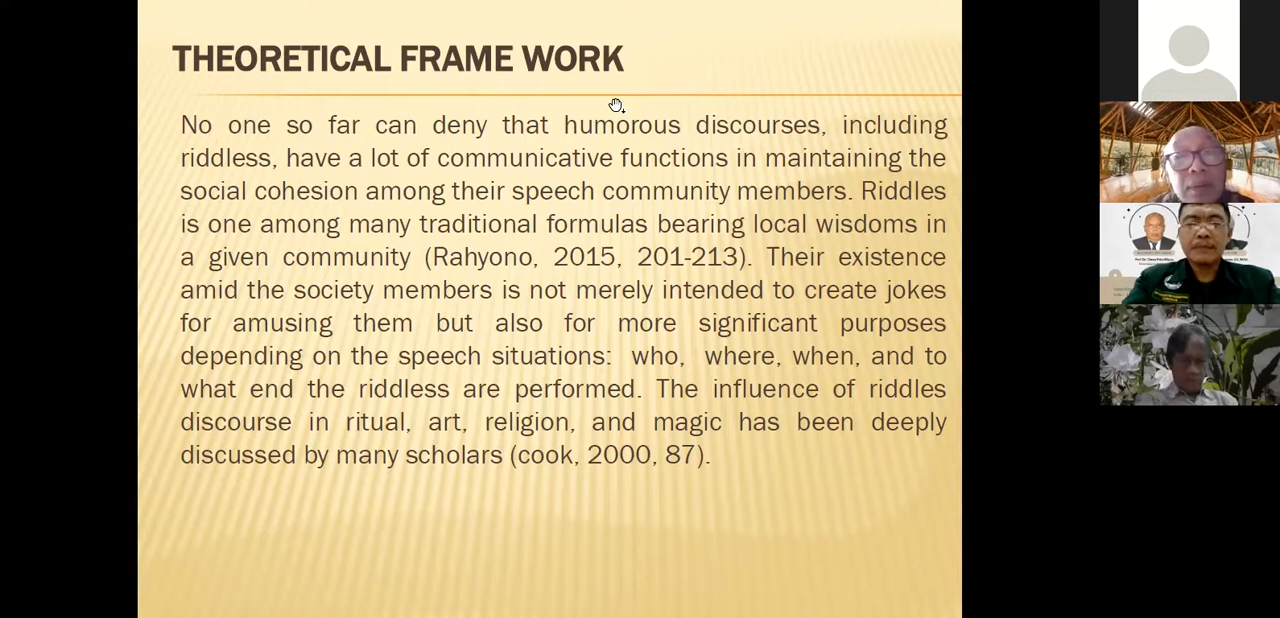 THEORETICAL FRAME WORK
No one so far can deny that humorous discourses, including
riddless, have a lot of communicative functions in maintaining the
social cohesion among their speech community members. Riddles
is one among many traditional formulas bearing local wisdoms in
a given community (Rahyono, 2015, 201-213). Their existence
amid the society members is not merely intended to create jokes
for amusing them but also for more significant purposes
depending on the speech situations: who, where, when, and to
what end the riddless are performed. The influence of riddles
discourse in ritual, art, religion, and magic has been deeply
discussed by many scholars (cook, 2000, 87).